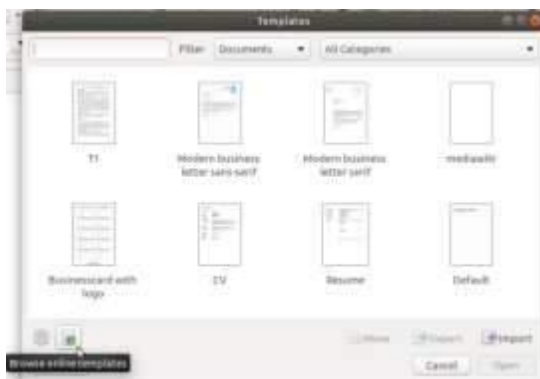 Templates
Filter Documents All Categories
T1
Modern business
letter sans-serif
Modern business
letter serif
mediawiki
Businesscard with
logo
CV
Resume
Default
Move Export Import
Browse online templates
Cancel Open